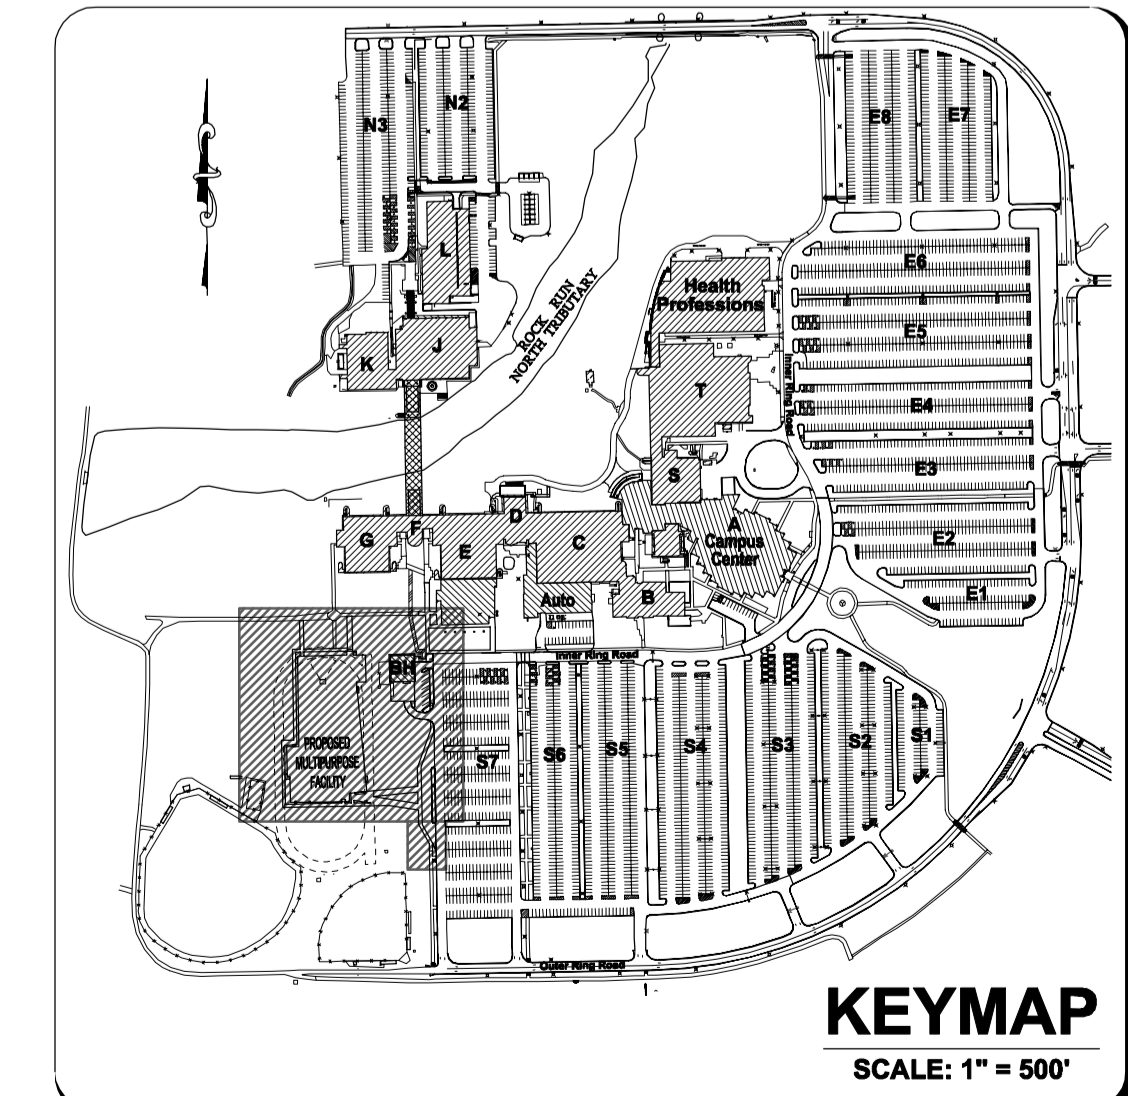 N3
N2
E8
E7
L
E6
Health
Professions
ROCK RUN
NORTH TRIBUTARY
E5
J
K
T
Inner Ring Road
E4
E3
S
D
F
G
E
C
A
Campus
Center
E2
E1
Auto
B
Inner Ring Road
BH
PROPOSED
MULTIPURPOSE
FACILITY
S7
S6
S5
S4
S3
S2
S1
Outer Ring Road
KEYMAP
SCALE: 1" = 500'